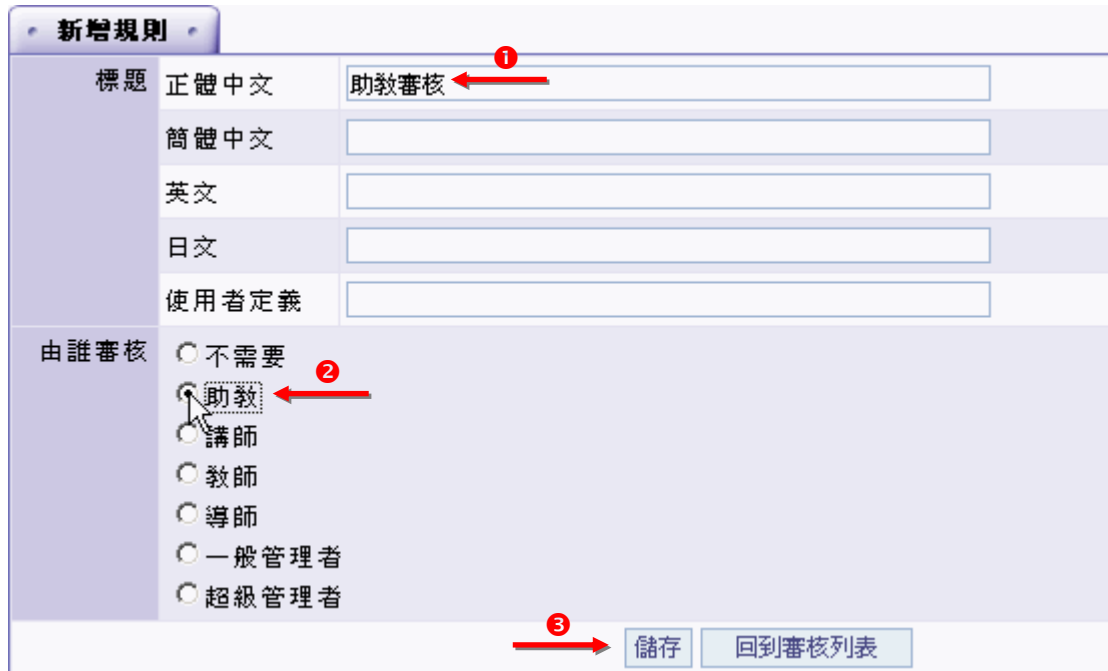 • 新增規則 •
❶
標題 正體中文 助教審核
簡體中文
英文
日文
使用者定義
由誰審核 不需要
❷
助教
講師
教師
導師
一般管理者
超級管理者
❸
儲存 回到審核列表